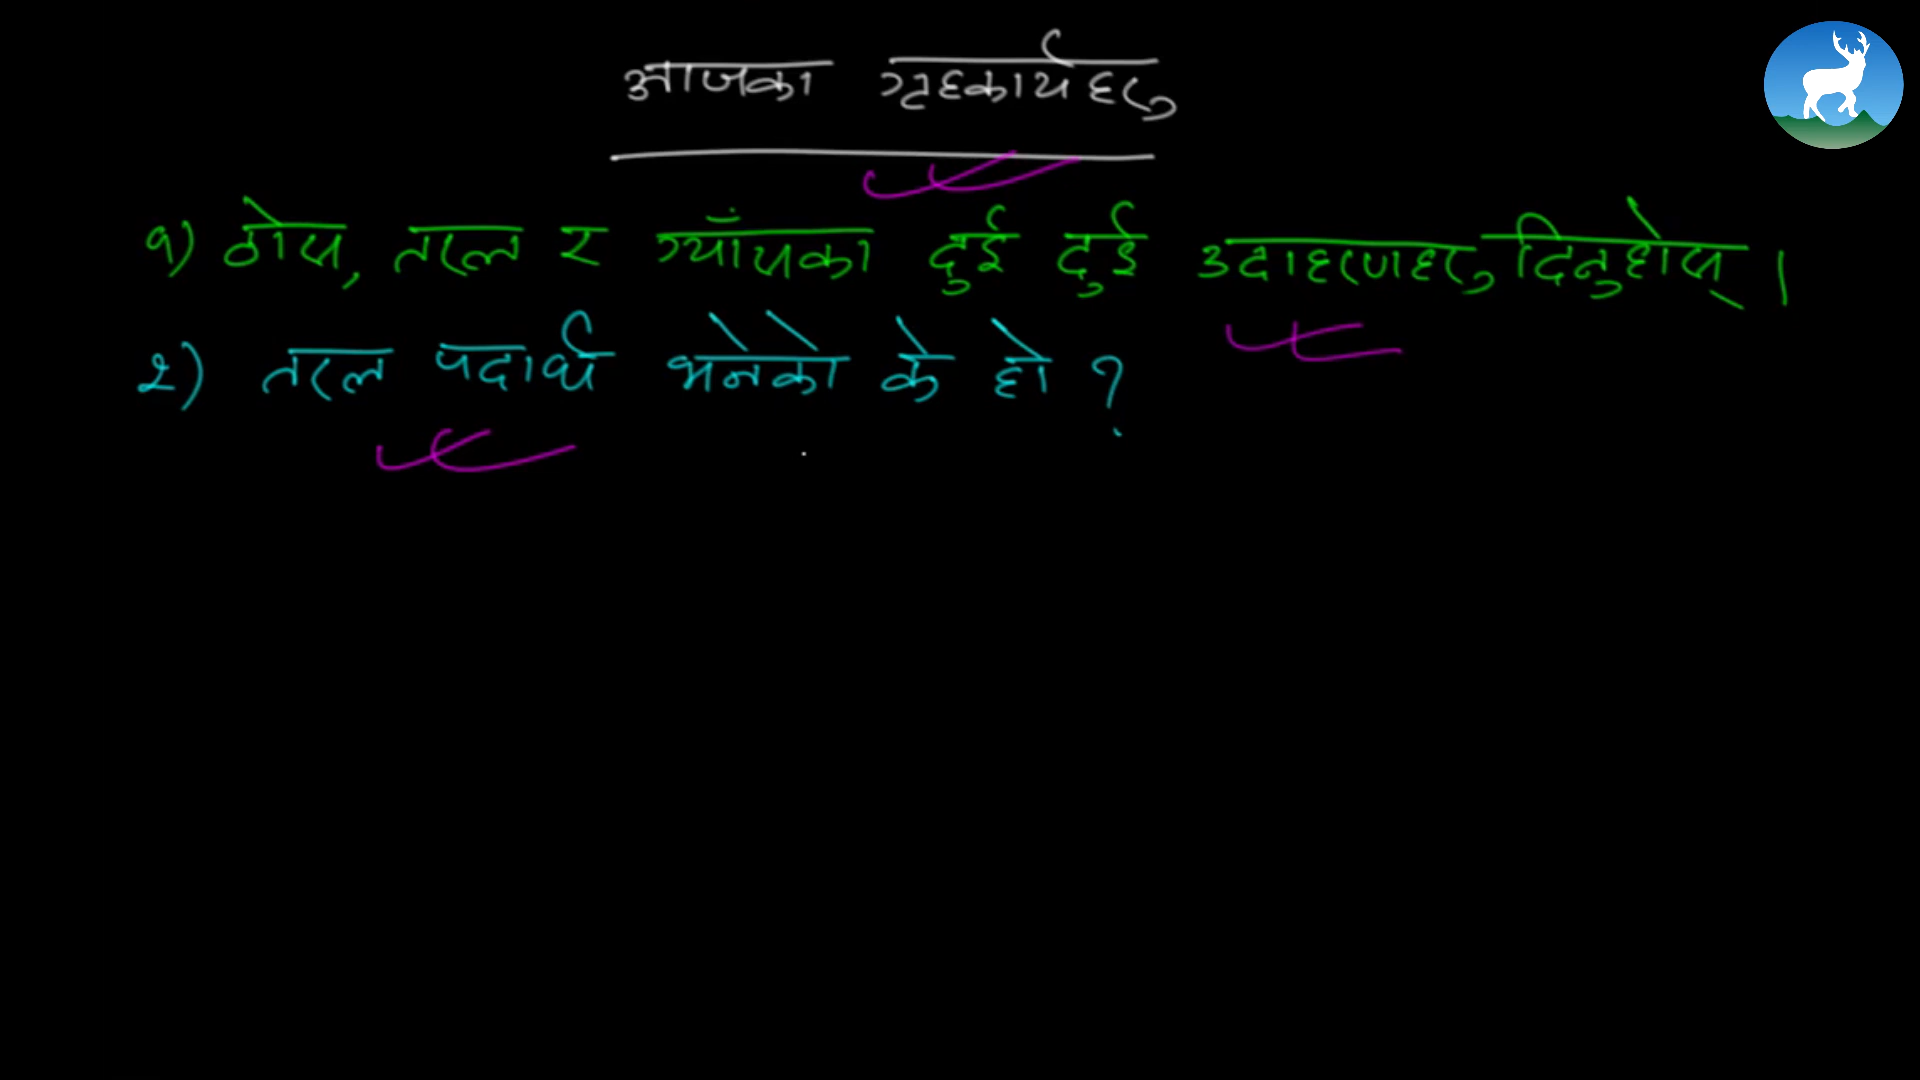 आजका गृहकार्यहरु
१) ठोस, तरल र ग्याँसका दुई दुई उदाहरणहरु दिनुहोस् ।
२) तरल पदार्थ भनेको के हो ?